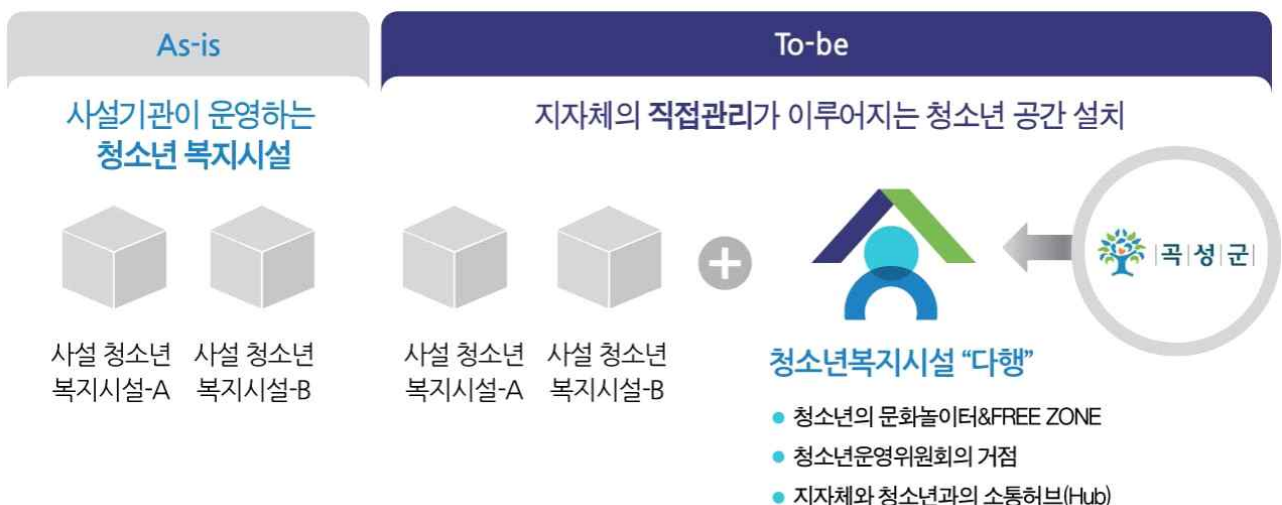 As-is
사설기관이 운영하는
청소년 복지시설
사설 청소년
복지시설-A
사설 청소년
복지시설-B
To-be
지자체의 직접관리가 이루어지는 청소년 공간 설치
사설 청소년
복지시설-A
사설 청소년
복지시설-B
+
곡성군
청소년복지시설 “다행”
● 청소년의 문화놀이터&FREE ZONE
● 청소년운영위원회의 거점
● 지자체와 청소년과의 소통허브(Hub)